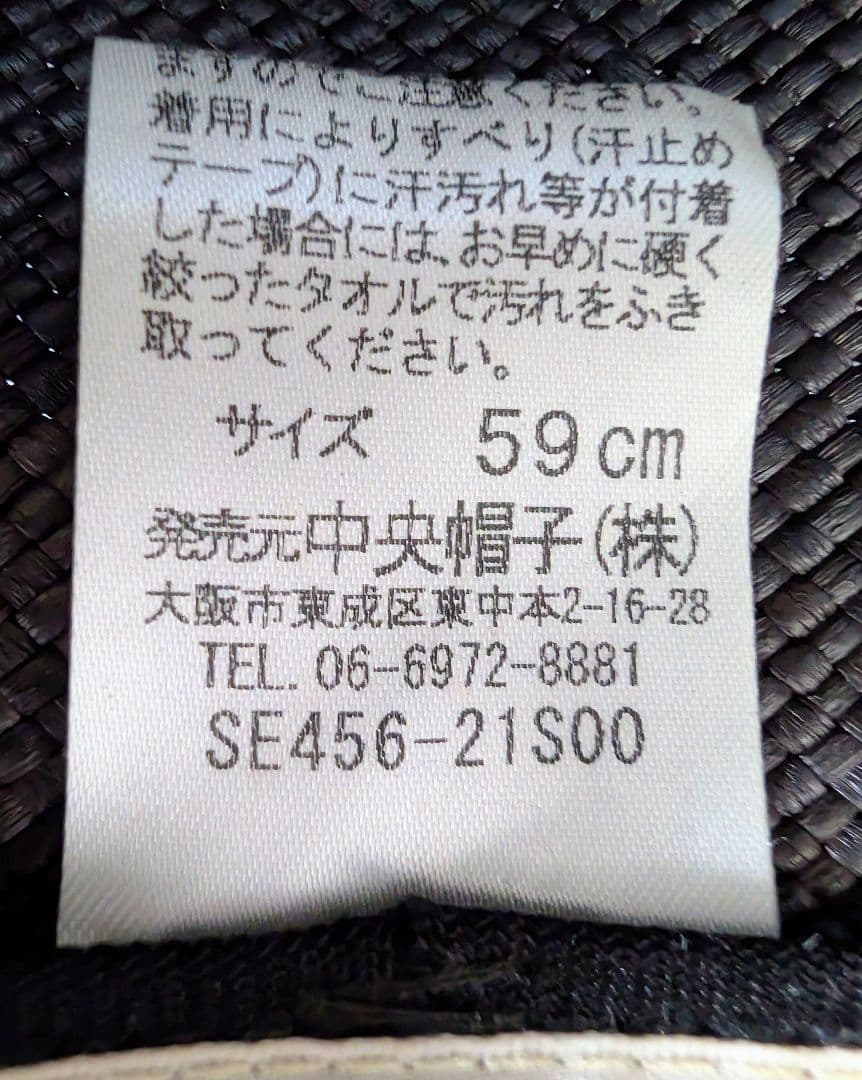 ますのでご注意ください。
着用によりすべり(汗止め
テープ)に汗汚れ等が付着
した場合には、お早めに硬く
絞ったタオルで汚れをふき
取ってください。
サイズ 59cm
発売元中央帽子(株)
大阪市東成区東中本2-16-28
TEL. 06-6972-8881
SE456-21S00